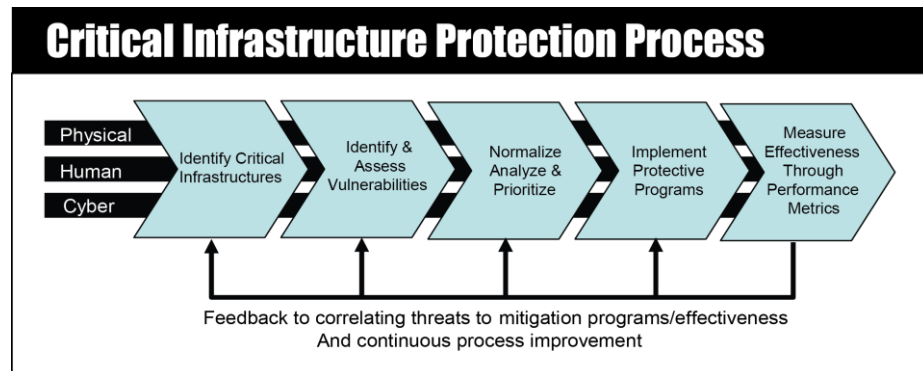 Critical Infrastructure Protection Process
Physical
Human
Cyber
Identify Critical
Infrastructures
Identify &
Assess
Vulnerabilities
Normalize
Analyze &
Prioritize
Implement
Protective
Programs
Measure
Effectiveness
Through
Performance
Metrics
Feedback to correlating threats to mitigation programs/effectiveness
And continuous process improvement